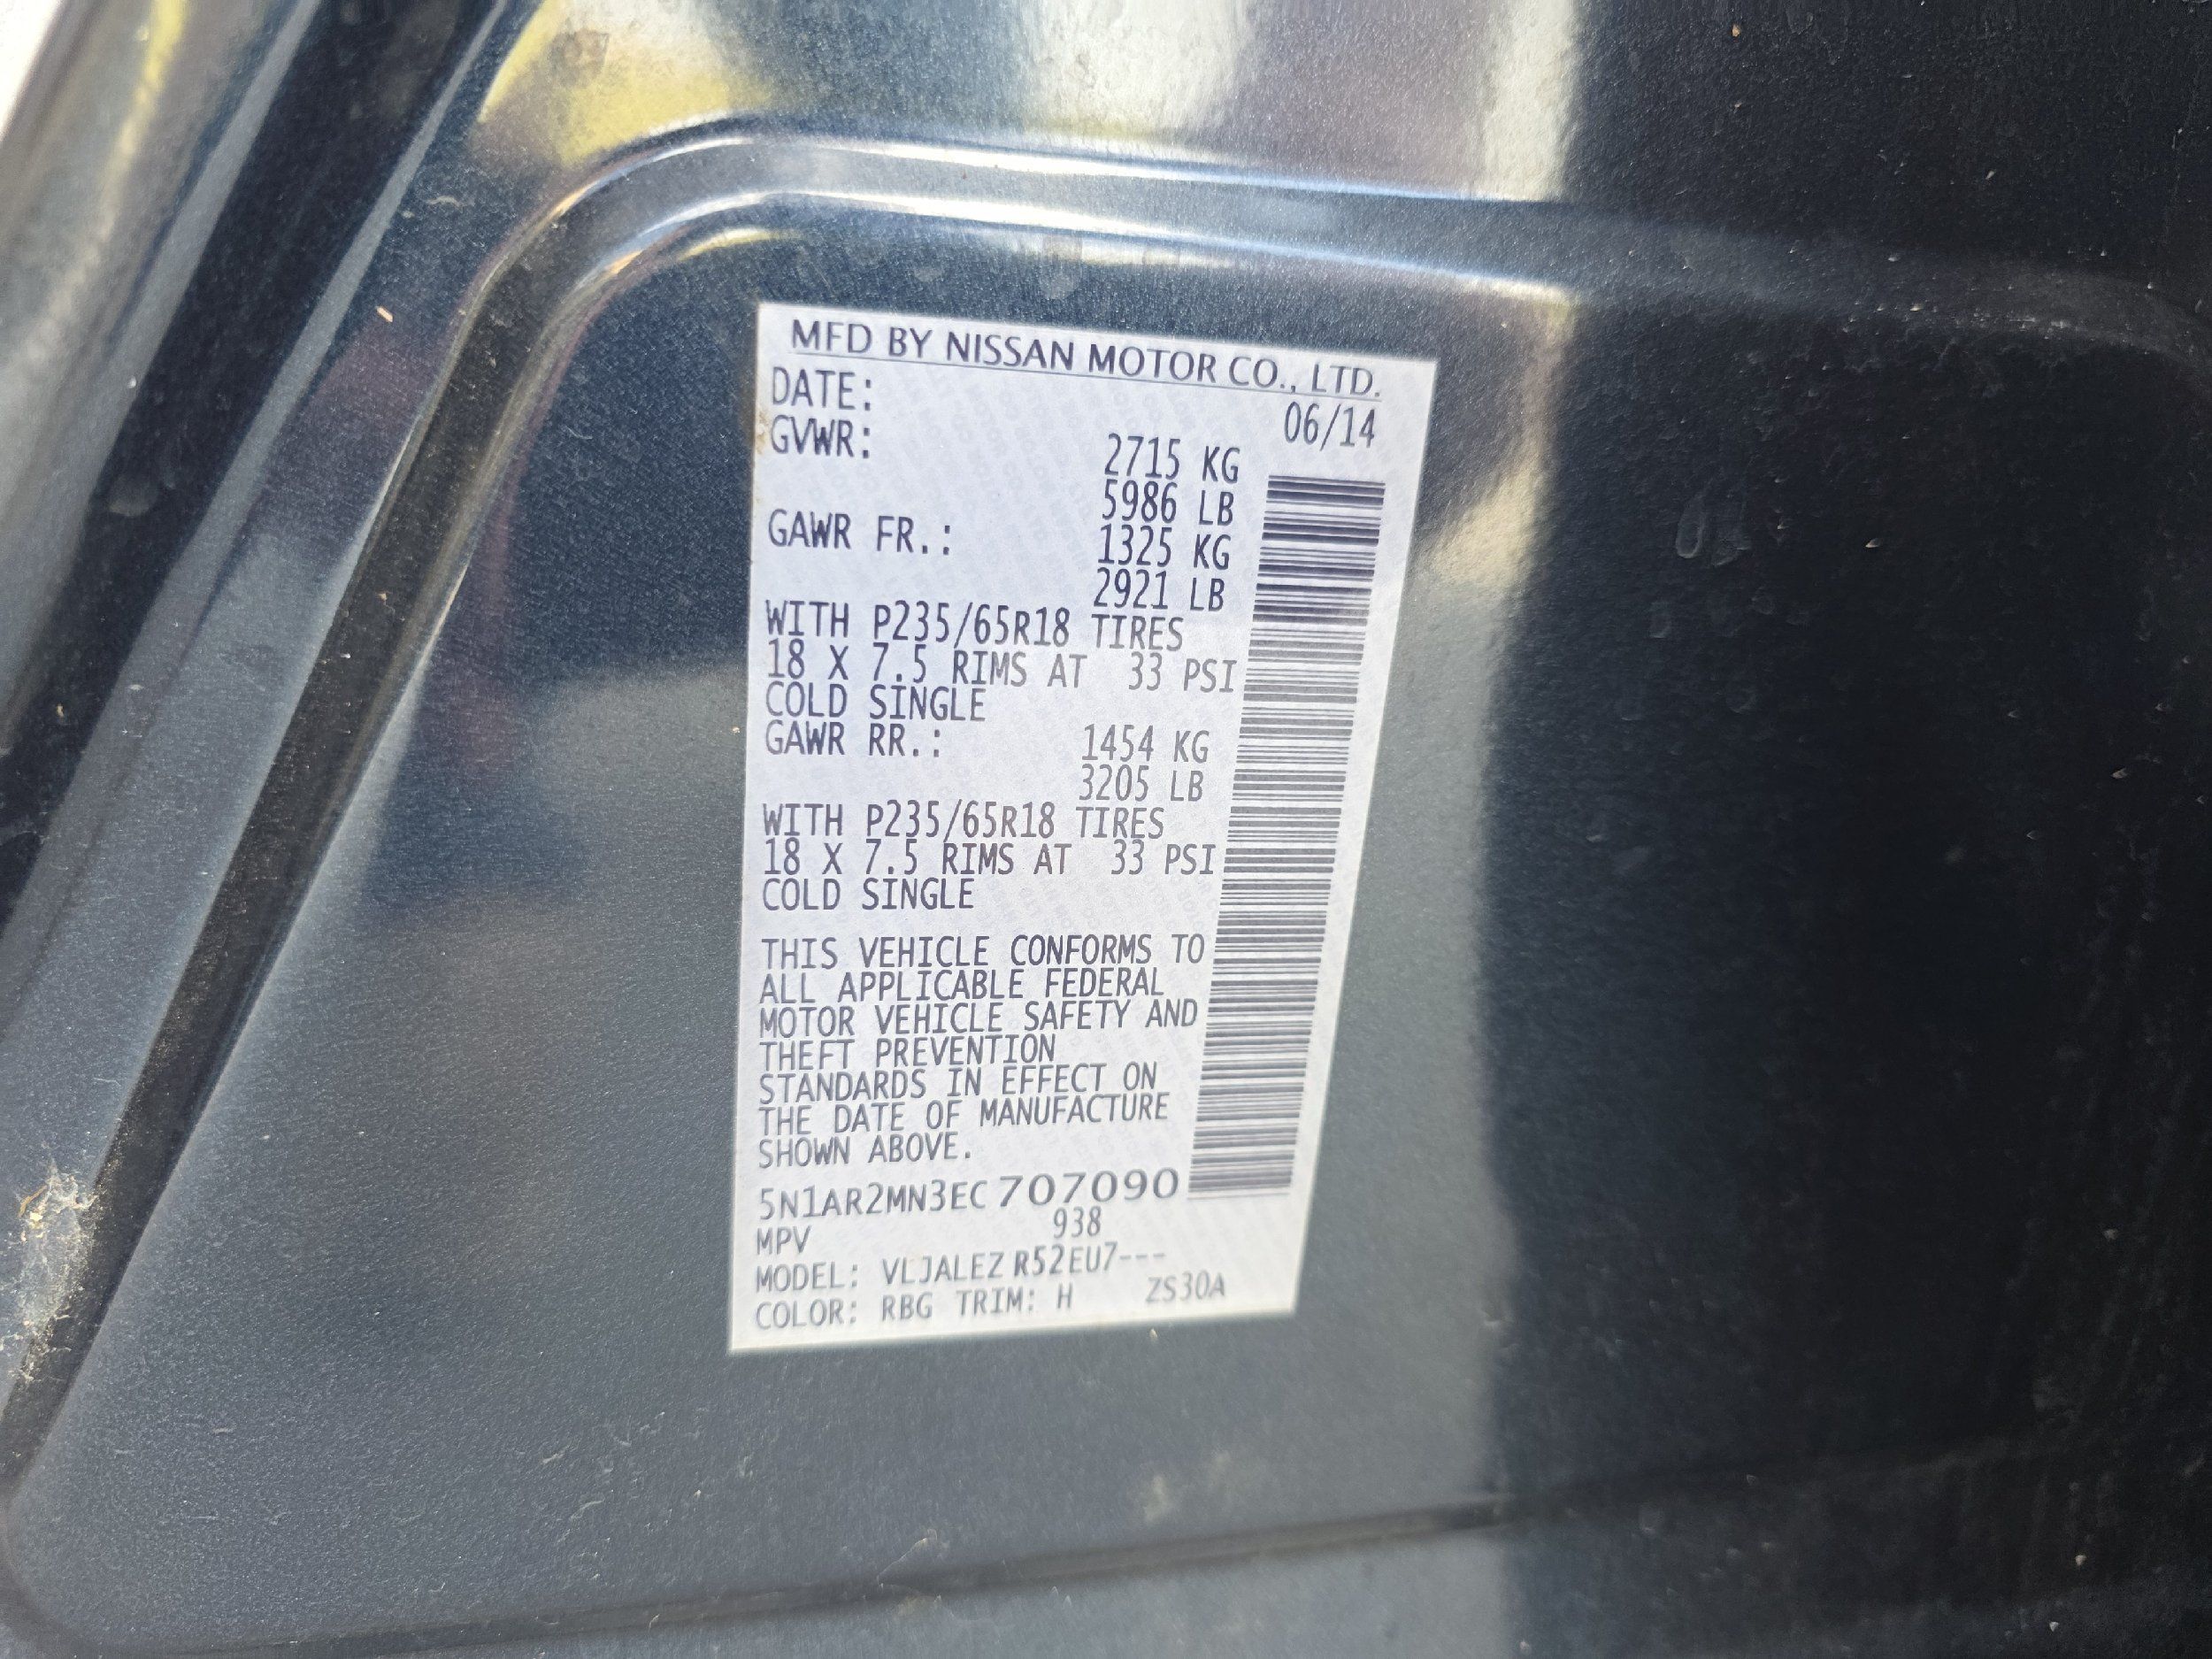 MFD BY NISSAN MOTOR CO., LTD.
DATE: 06/14
GVWR: 2715 KG
5986 LB
GAWR FR.: 1325 KG
2921 LB
WITH P235/65R18 TIRES
18 X 7.5 RIMS AT 33 PSI
COLD SINGLE
GAWR RR.: 1454 KG
3205 LB
WITH P235/65R18 TIRES
18 X 7.5 RIMS AT 33 PSI
COLD SINGLE
THIS VEHICLE CONFORMS TO
ALL APPLICABLE FEDERAL
MOTOR VEHICLE SAFETY AND
THEFT PREVENTION
STANDARDS IN EFFECT ON
THE DATE OF MANUFACTURE
SHOWN ABOVE.
5N1AR2MN3EC707090
MPV 938
MODEL: VLJALEZ R52EU7---
COLOR: RBG TRIM: H ZS30A